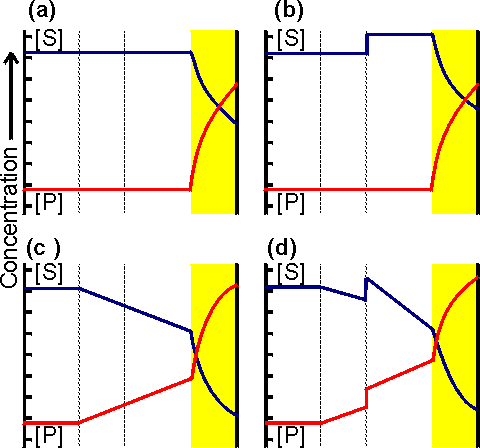 (a)
(b)
[S]
[S]
[P]
[P]
Concentration
(c )
(d)
[S]
[S]
[P]
[P]